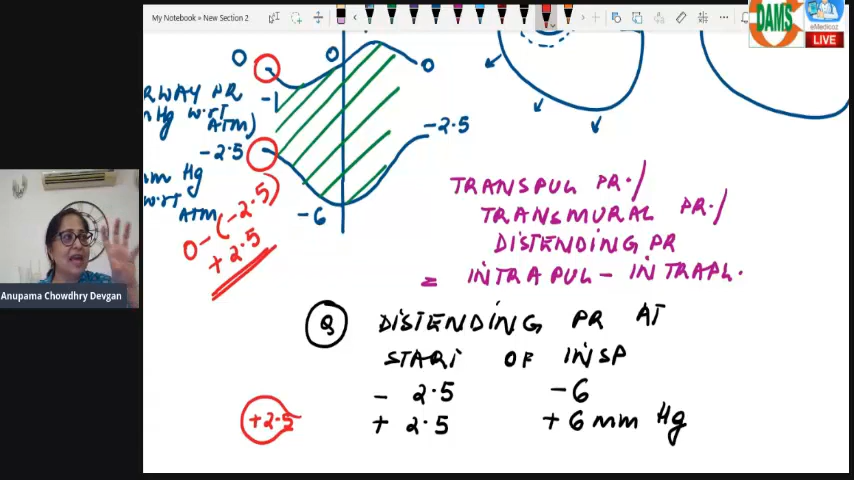 My Notebook » New Section 2
DAMS
eMedicoz
LIVE
0
0
0
RWAY PR
-1
Hg w.r.t
ATM)
-2.5
-2.5
mm Hg
w.r.t
ATM
-6
0-(-2.5)
+2.5
TRANSPUL PR./
TRANSMURAL PR./
DISTENDING PR
= INTRAPUL - INTRAPL.
Anupama Chowdhry Devgan
Q DISTENDING PR AT
START OF INSP
- 2.5 -6
+ 2.5 +6 mm Hg
+2.5